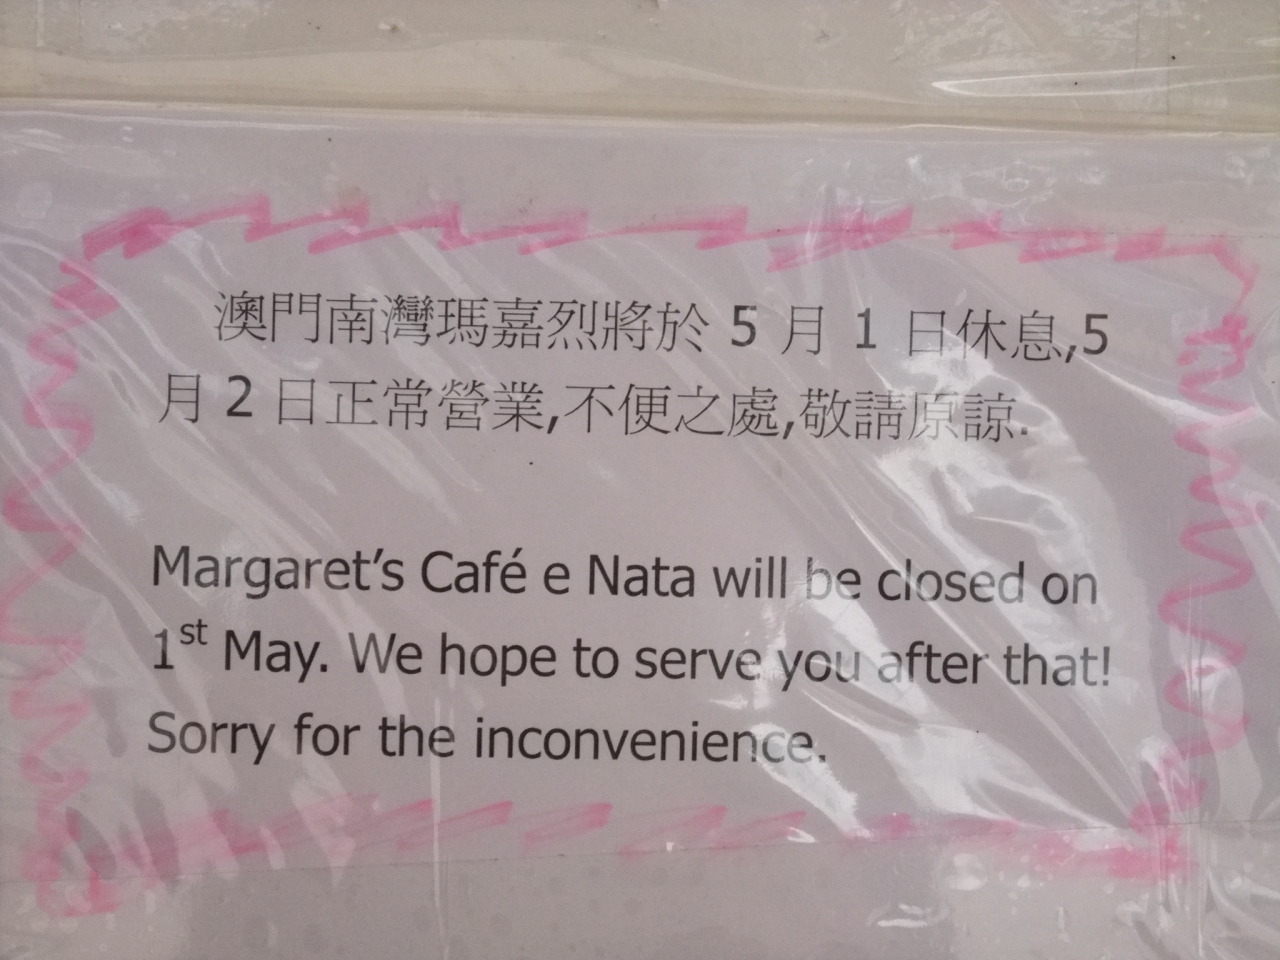 澳門南灣瑪嘉烈將於 5 月 1 日休息,5
月 2 日正常營業,不便之處,敬請原諒.
Margaret’s Café e Nata will be closed on
1st May. We hope to serve you after that!
Sorry for the inconvenience.